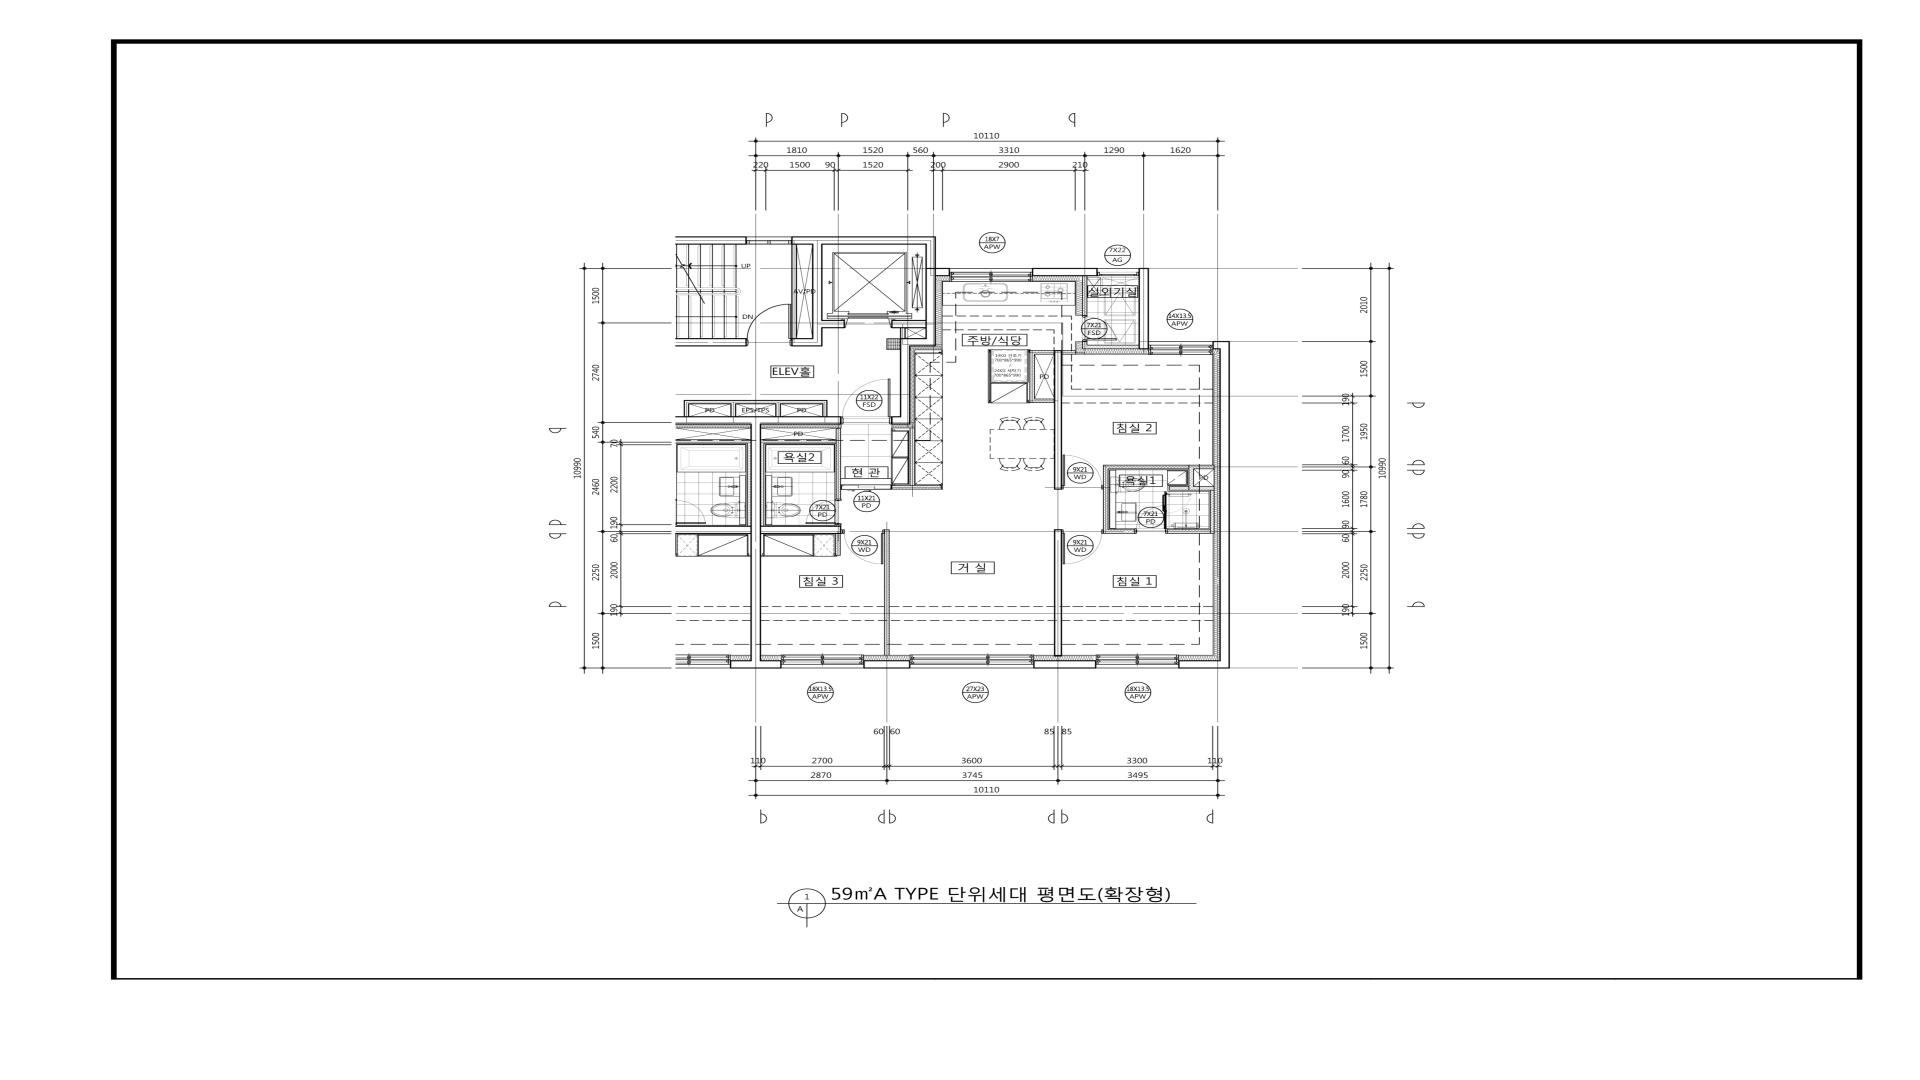 10110
1810 1520 560 3310 1290 1620
220 1500 90 1520 200 2900 210
18X7
APW
7X22
AG
14X13.5
APW
UP
DN
AV/PD
실외기실
7X21
FSD
주방/식당
PD
ELEV홀
11X22
FSD
PD EPS/TPS PD
PD
욕실2
현 관
침실 2
9X21
WD
욕실1
PD
7X21
PD
11X21
PD
7X21
PD
9X21
WD
9X21
WD
거 실
침실 3
침실 1
10990
1500
2740
540
2460
2250
1500
70
2200
190
60
2000
190
2010
1500
1950
1780
2250
1500
10990
190
1700
60
90
1600
90
60
2000
190
18X13.5
APW
27X23
APW
18X13.5
APW
60 60 85 85
110 2700 3600 3300 110
2870 3745 3495
10110
1
A
59㎡A TYPE 단위세대 평면도(확장형)